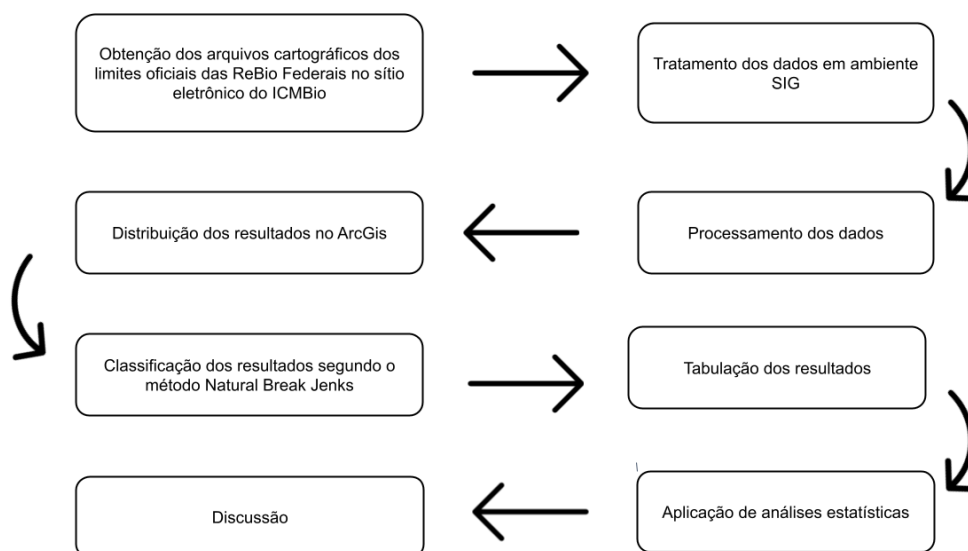 Obtenção dos arquivos cartográficos dos
limites oficiais das ReBio Federais no sítio
eletrônico do ICMBio
Tratamento dos dados em ambiente
SIG
Processamento dos dados
Distribuição dos resultados no ArcGis
Classificação dos resultados segundo o
método Natural Break Jenks
Tabulação dos resultados
Aplicação de análises estatísticas
Discussão